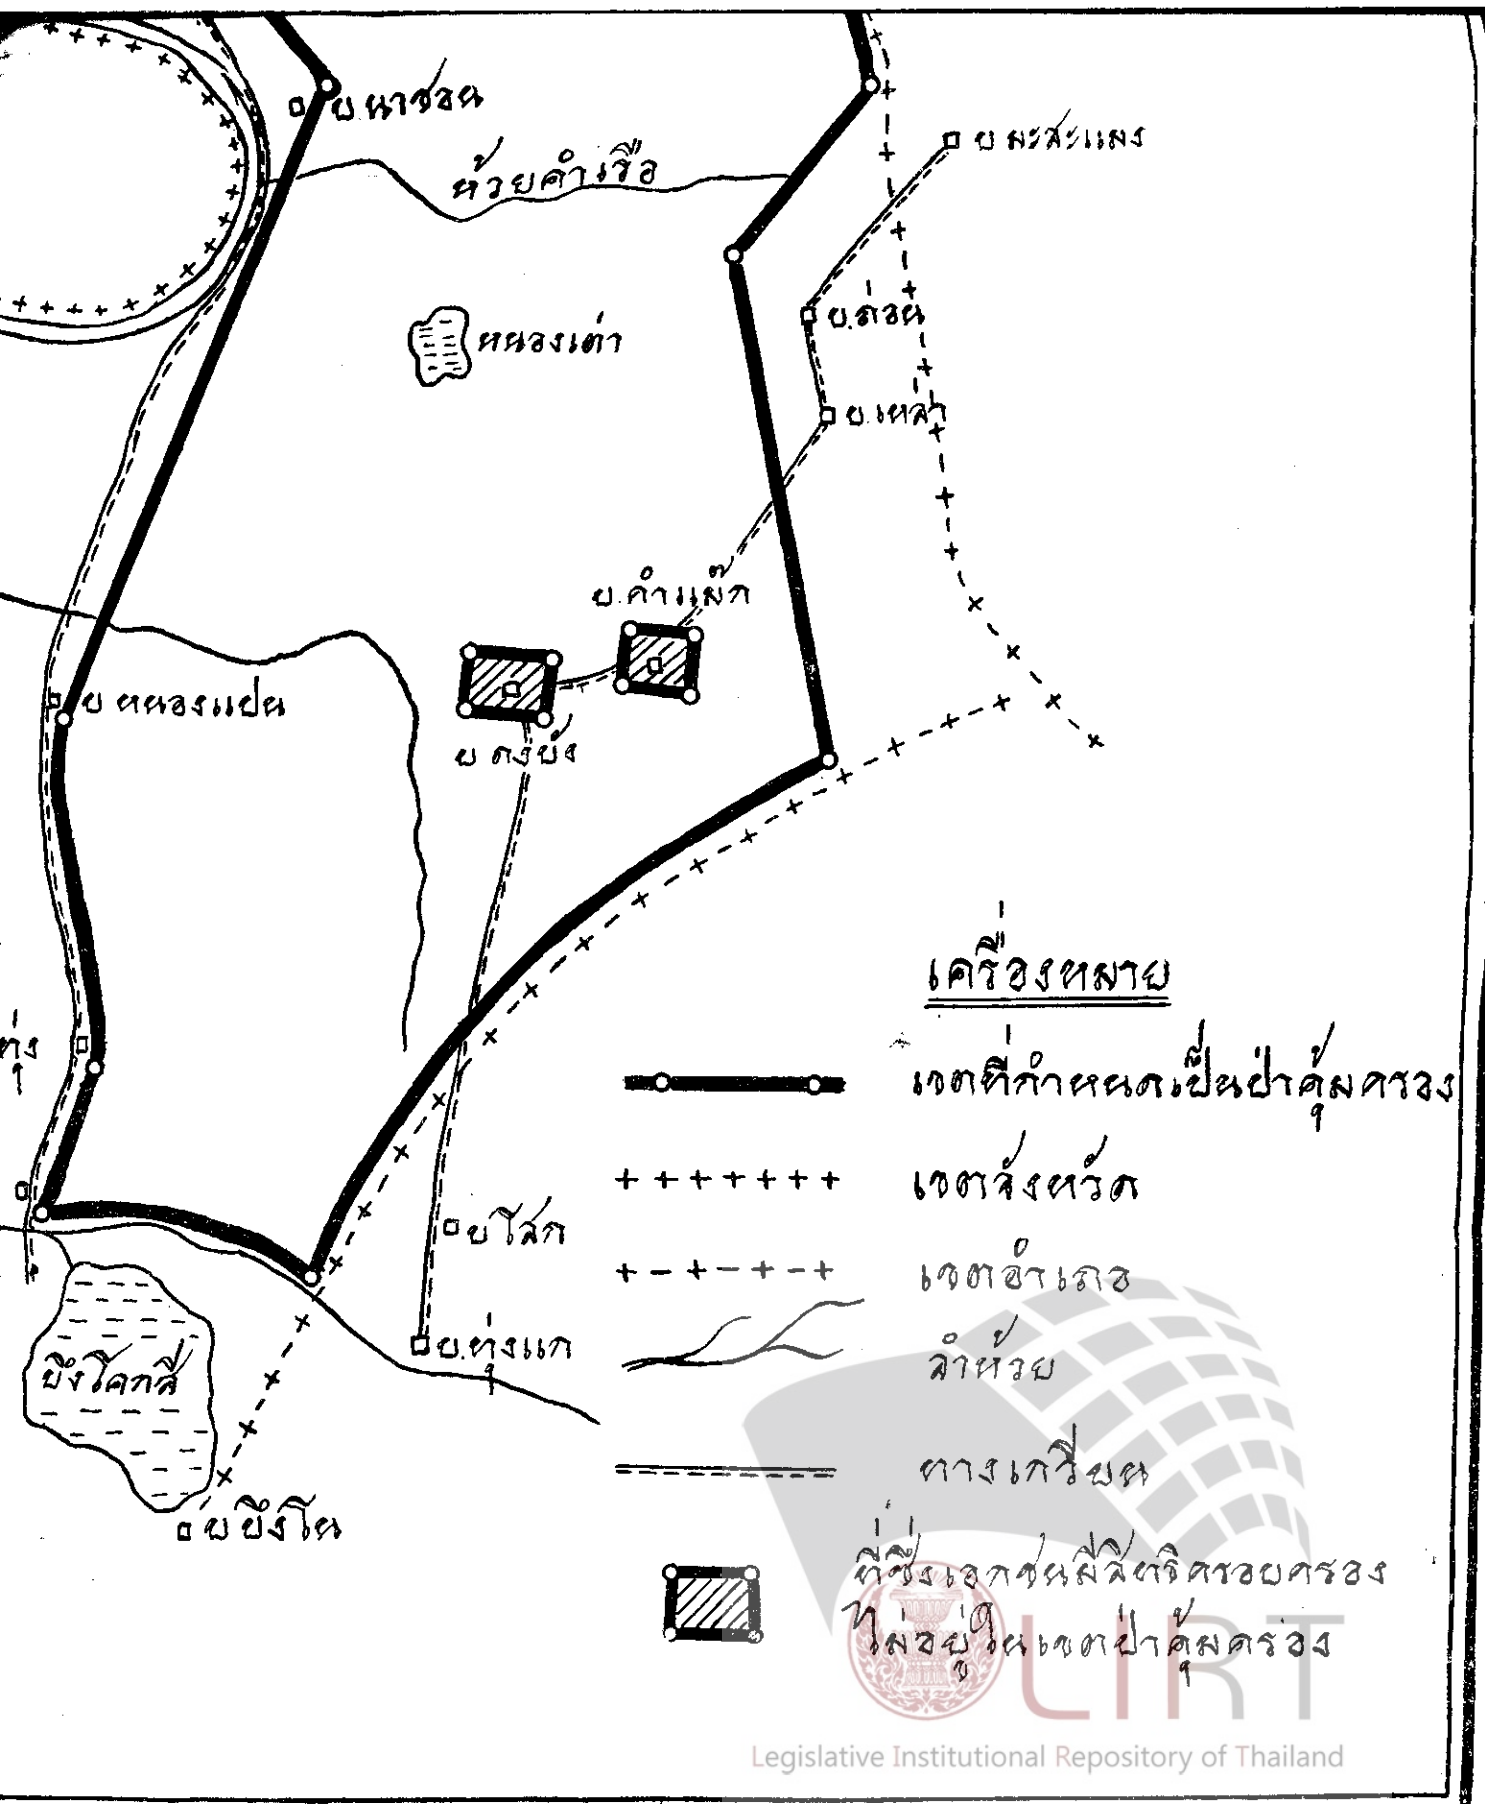 บ.นาซ่อน
ห้วยคำเรือ
บ มะสะแมง
หนองเต่า
บ.ล่อน
บ.เหล่า
บ.คำแม๊ก
บ หนองแปน
บ ดงบัง
เครื่องหมาย
เขตที่กำหนดเป็นป่าคุ้มครอง
เขตจังหวัด
บ โสก
เขตอำเภอ
บ.ทุ่งแก
ลำห้วย
บึงโคกสี
ทางเกวียน
บ บึงโน
ที่ซึ่งเอกชนมีสิทธิครอบครอง
ไม่อยู่ในเขตป่าคุ้มครอง
LIRT
Legislative Institutional Repository of Thailand